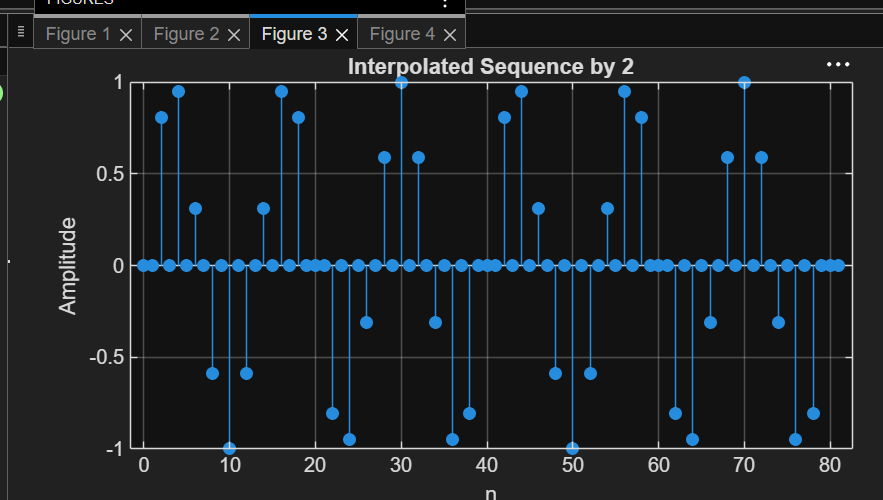 FIGURES
Figure 1 Figure 2 Figure 3 Figure 4
Interpolated Sequence by 2
1
0.5
0
-0.5
-1
Amplitude
0 10 20 30 40 50 60 70 80
n